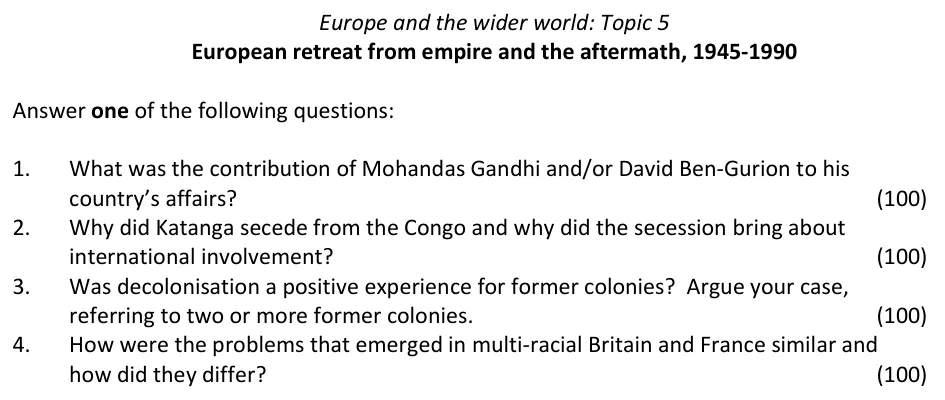 Europe and the wider world: Topic 5
European retreat from empire and the aftermath, 1945-1990
Answer one of the following questions:
1. What was the contribution of Mohandas Gandhi and/or David Ben-Gurion to his
country’s affairs? (100)
2. Why did Katanga secede from the Congo and why did the secession bring about
international involvement? (100)
3. Was decolonisation a positive experience for former colonies? Argue your case,
referring to two or more former colonies. (100)
4. How were the problems that emerged in multi-racial Britain and France similar and
how did they differ? (100)